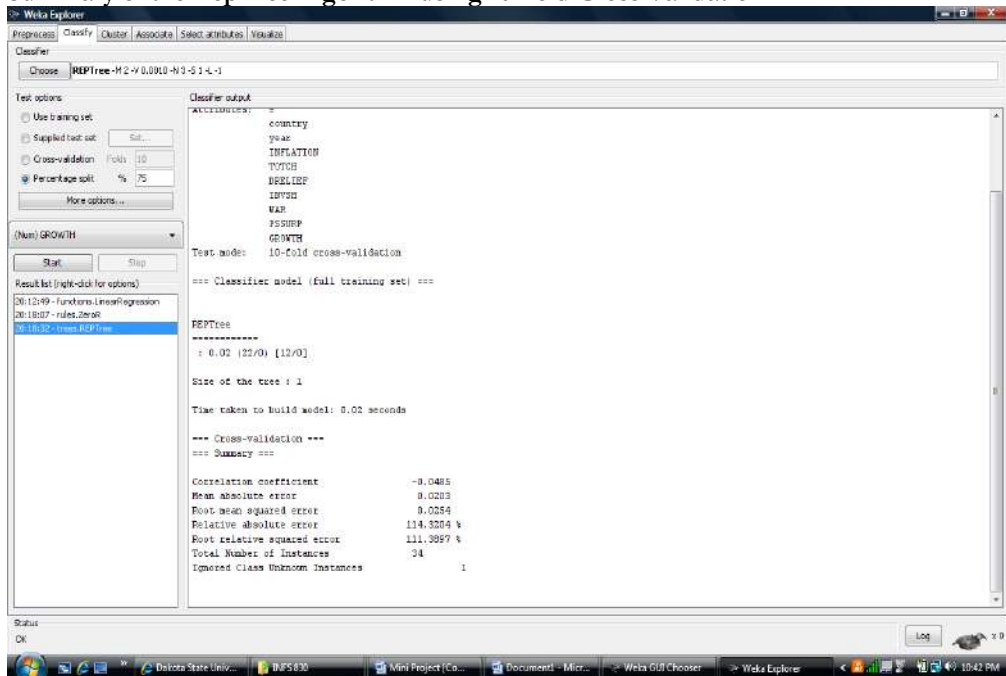 Weka Explorer
Preprocess Classify Cluster Associate Select attributes Visualize
Classifier
Choose REPTree -M 2 -V 0.0010 -N 3 -S 1 -L -1
Test options
Use training set
Supplied test set Set...
Cross-validation Folds 10
Percentage split % 75
More options...
(Num) GROWTH
Start Stop
Result list (right-click for options)
20:12:49 - functions.LinearRegression
20:18:07 - rules.ZeroR
20:18:32 - trees.REPTree
Classifier output
Attributes:
country
year
INFLATION
TOTCH
DRELIEF
INVSH
WAR
PSSURP
GROWTH
Test mode: 10-fold cross-validation
=== Classifier model (full training set) ===
REPTree
============
: 0.02 (22/0) [12/0]
Size of the tree : 1
Time taken to build model: 0.02 seconds
=== Cross-validation ===
=== Summary ===
Correlation coefficient -0.0485
Mean absolute error 0.0203
Root mean squared error 0.0254
Relative absolute error 114.3204 %
Root relative squared error 111.3897 %
Total Number of Instances 34
Ignored Class Unknown Instances 1
Status
OK
Log x 0
Dakota State Univ... INFS 830 Mini Project [Co... Document1 - Micr... Weka GUI Chooser Weka Explorer 10:42 PM